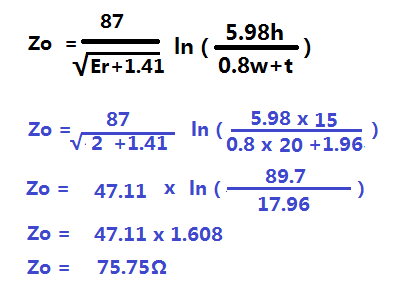 Zo = 87 / √Er+1.41 ln ( 5.98h / 0.8w+t )
Zo = 87 / √2 +1.41 ln ( 5.98 x 15 / 0.8 x 20 +1.96 )
Zo = 47.11 x ln ( 89.7 / 17.96 )
Zo = 47.11 x 1.608
Zo = 75.75Ω